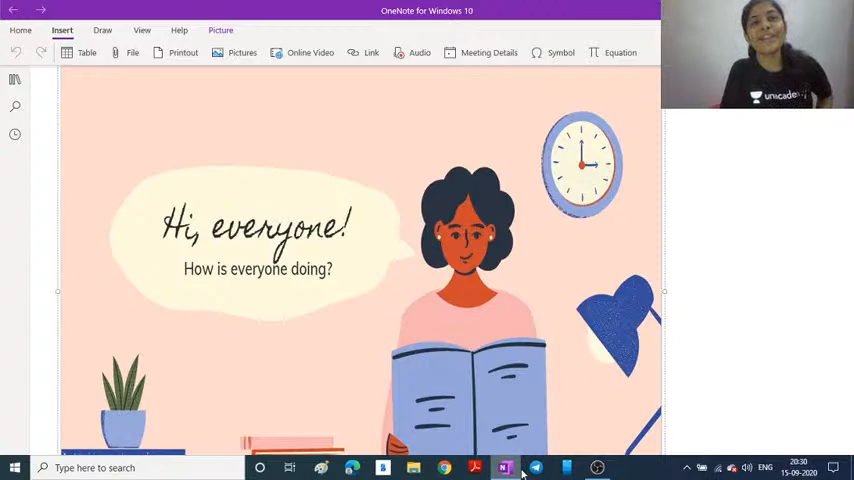 OneNote for Windows 10
Home Insert Draw View Help Picture
Table File Printout Pictures Online Video Link Audio Meeting Details Symbol Equation
unacademy
Hi, everyone!
How is everyone doing?
Type here to search
ENG
20:30
15-09-2020